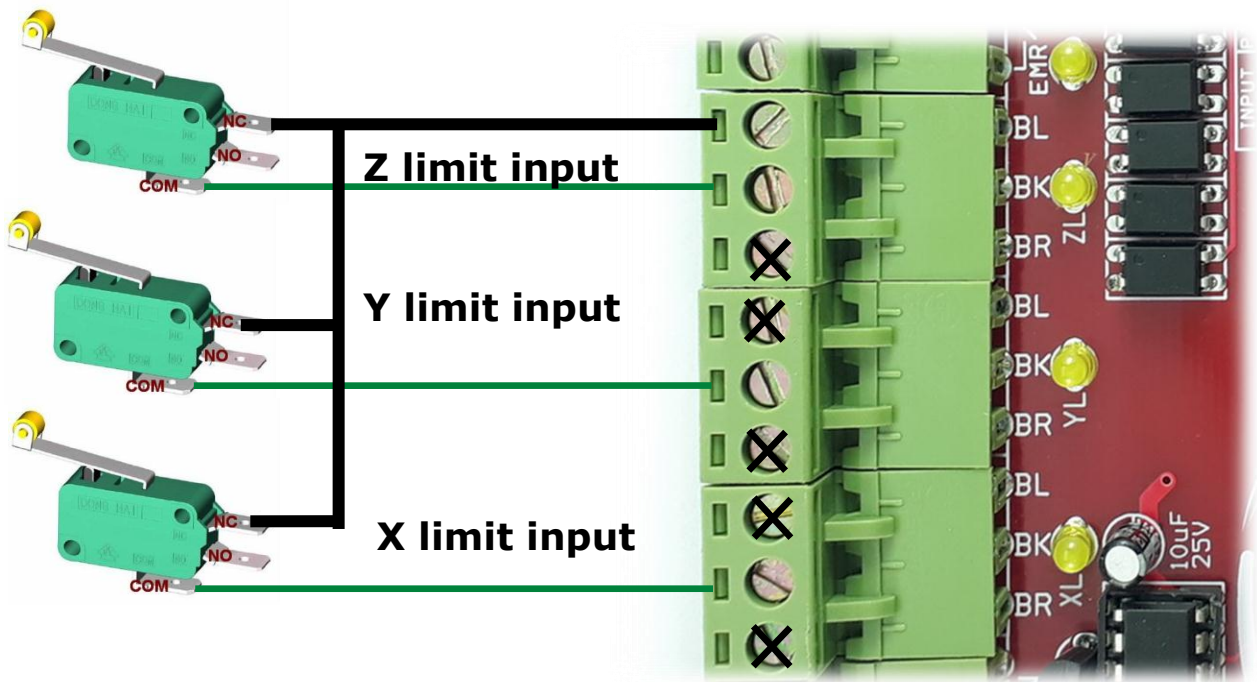 NC
NO
COM
NC
NO
COM
NC
NO
COM
Z limit input
Y limit input
X limit input
EMR
BL
BK
BR
ZL
BL
BK
BR
YL
BL
BK
BR
XL
10uF
25V
INPUT